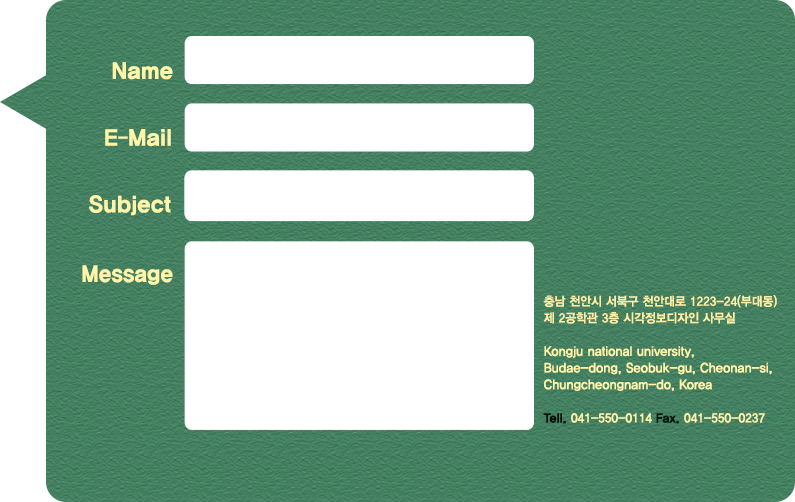 Name
E-Mail
Subject
Message
충남 천안시 서북구 천안대로 1223-24(부대동)
제 2공학관 3층 시각정보디자인 사무실
Kongju national university,
Budae-dong, Seobuk-gu, Cheonan-si,
Chungcheongnam-do, Korea
Tell. 041-550-0114 Fax. 041-550-0237